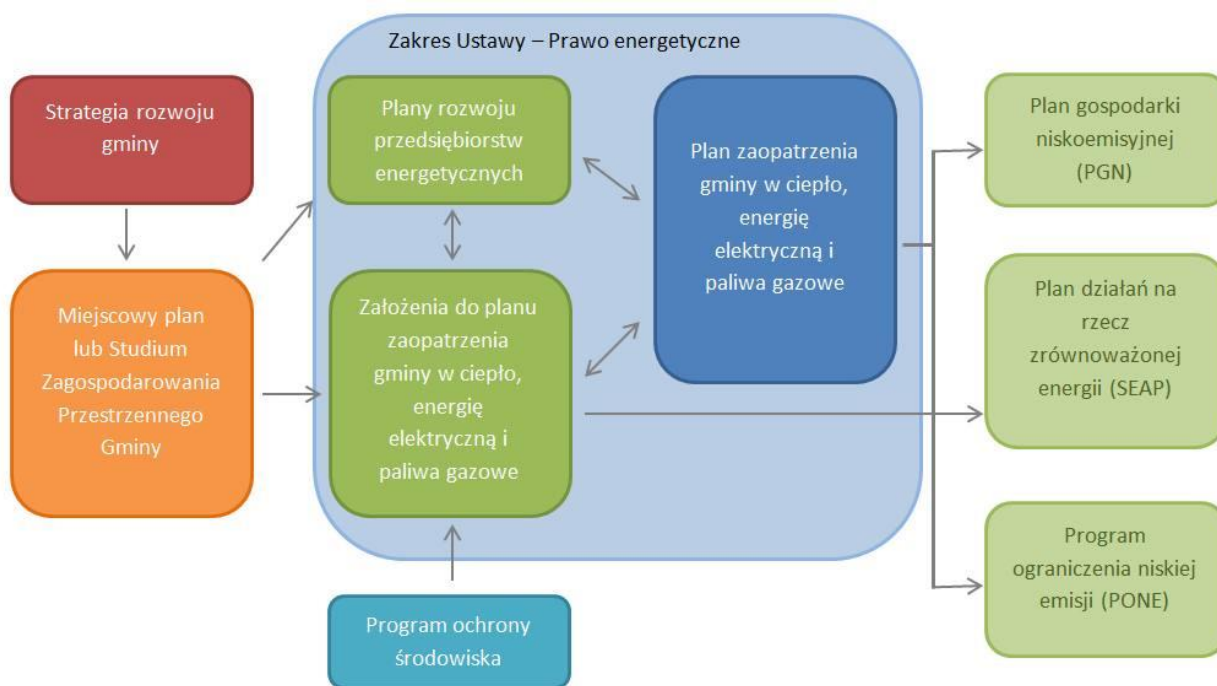 Zakres Ustawy – Prawo energetyczne
Strategia rozwoju
gminy
Plany rozwoju
przedsiębiorstw
energetycznych
Plan zaopatrzenia
gminy w ciepło,
energię
elektryczną i
paliwa gazowe
Plan gospodarki
niskoemisyjnej
(PGN)
Miejscowy plan
lub Studium
Zagospodarowania
Przestrzennego
Gminy
Założenia do planu
zaopatrzenia
gminy w ciepło,
energię
elektryczną i
paliwa gazowe
Plan działań na
rzecz
zrównoważonej
energii (SEAP)
Program ochrony
środowiska
Program
ograniczenia niskiej
emisji (PONE)